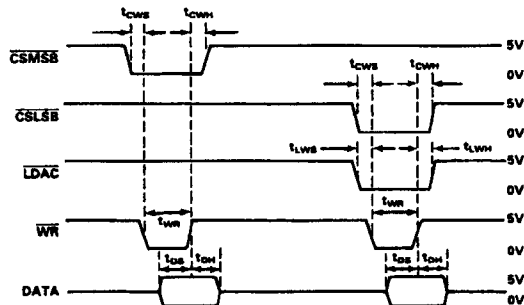 tCWS tCWH
CSMSB 5V
0V
tCWS tCWH
CSLSB 5V
0V
tLWS tLWH
LDAC 5V
0V
tWR tWR
WR 5V
0V
tDS tDH tDS tDH
DATA 5V
0V